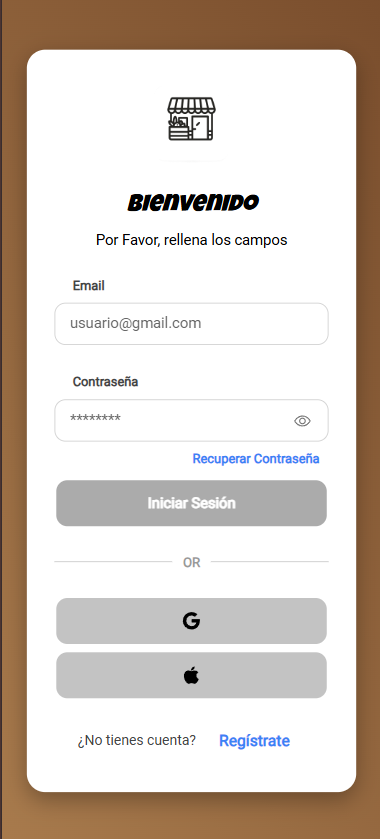 Bienvenido
Por Favor, rellena los campos
Email
usuario@gmail.com
Contraseña
********
Recuperar Contraseña
Iniciar Sesión
OR
G
¿No tienes cuenta? Regístrate